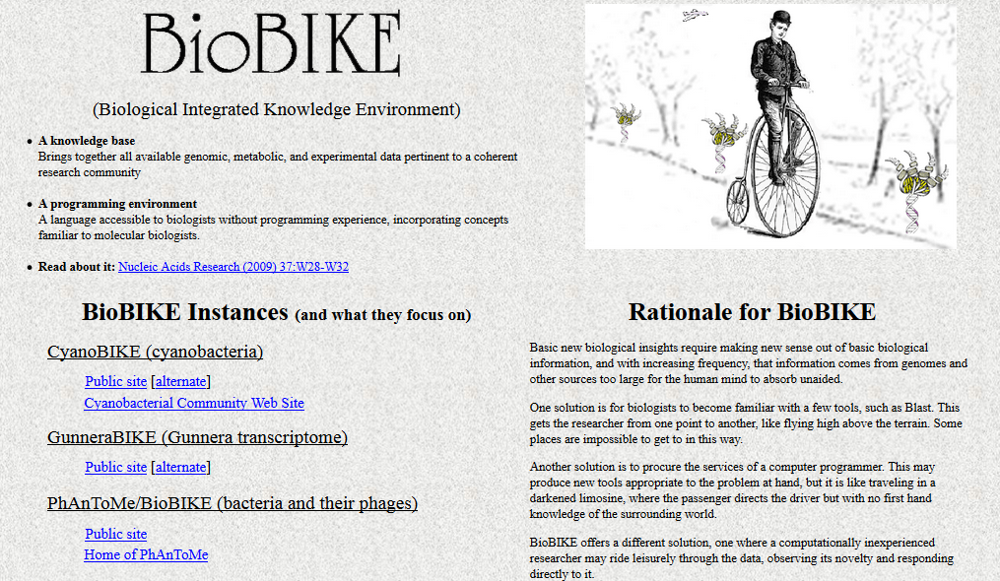 BioBIKE
(Biological Integrated Knowledge Environment)
• A knowledge base
Brings together all available genomic, metabolic, and experimental data pertinent to a coherent
research community
• A programming environment
A language accessible to biologists without programming experience, incorporating concepts
familiar to molecular biologists.
• Read about it: Nucleic Acids Research (2009) 37:W28-W32
BioBIKE Instances (and what they focus on)
CyanoBIKE (cyanobacteria)
Public site [alternate]
Cyanobacterial Community Web Site
GunneraBIKE (Gunnera transcriptome)
Public site [alternate]
PhAnToMe/BioBIKE (bacteria and their phages)
Public site
Home of PhAnToMe
Rationale for BioBIKE
Basic new biological insights require making new sense out of basic biological
information, and with increasing frequency, that information comes from genomes and
other sources too large for the human mind to absorb unaided.
One solution is for biologists to become familiar with a few tools, such as Blast. This
gets the researcher from one point to another, like flying high above the terrain. Some
places are impossible to get to in this way.
Another solution is to procure the services of a computer programmer. This may
produce new tools appropriate to the problem at hand, but it is like traveling in a
darkened limosine, where the passenger directs the driver but with no first hand
knowledge of the surrounding world.
BioBIKE offers a different solution, one where a computationally inexperienced
researcher may ride leisurely through the data, observing its novelty and responding
directly to it.